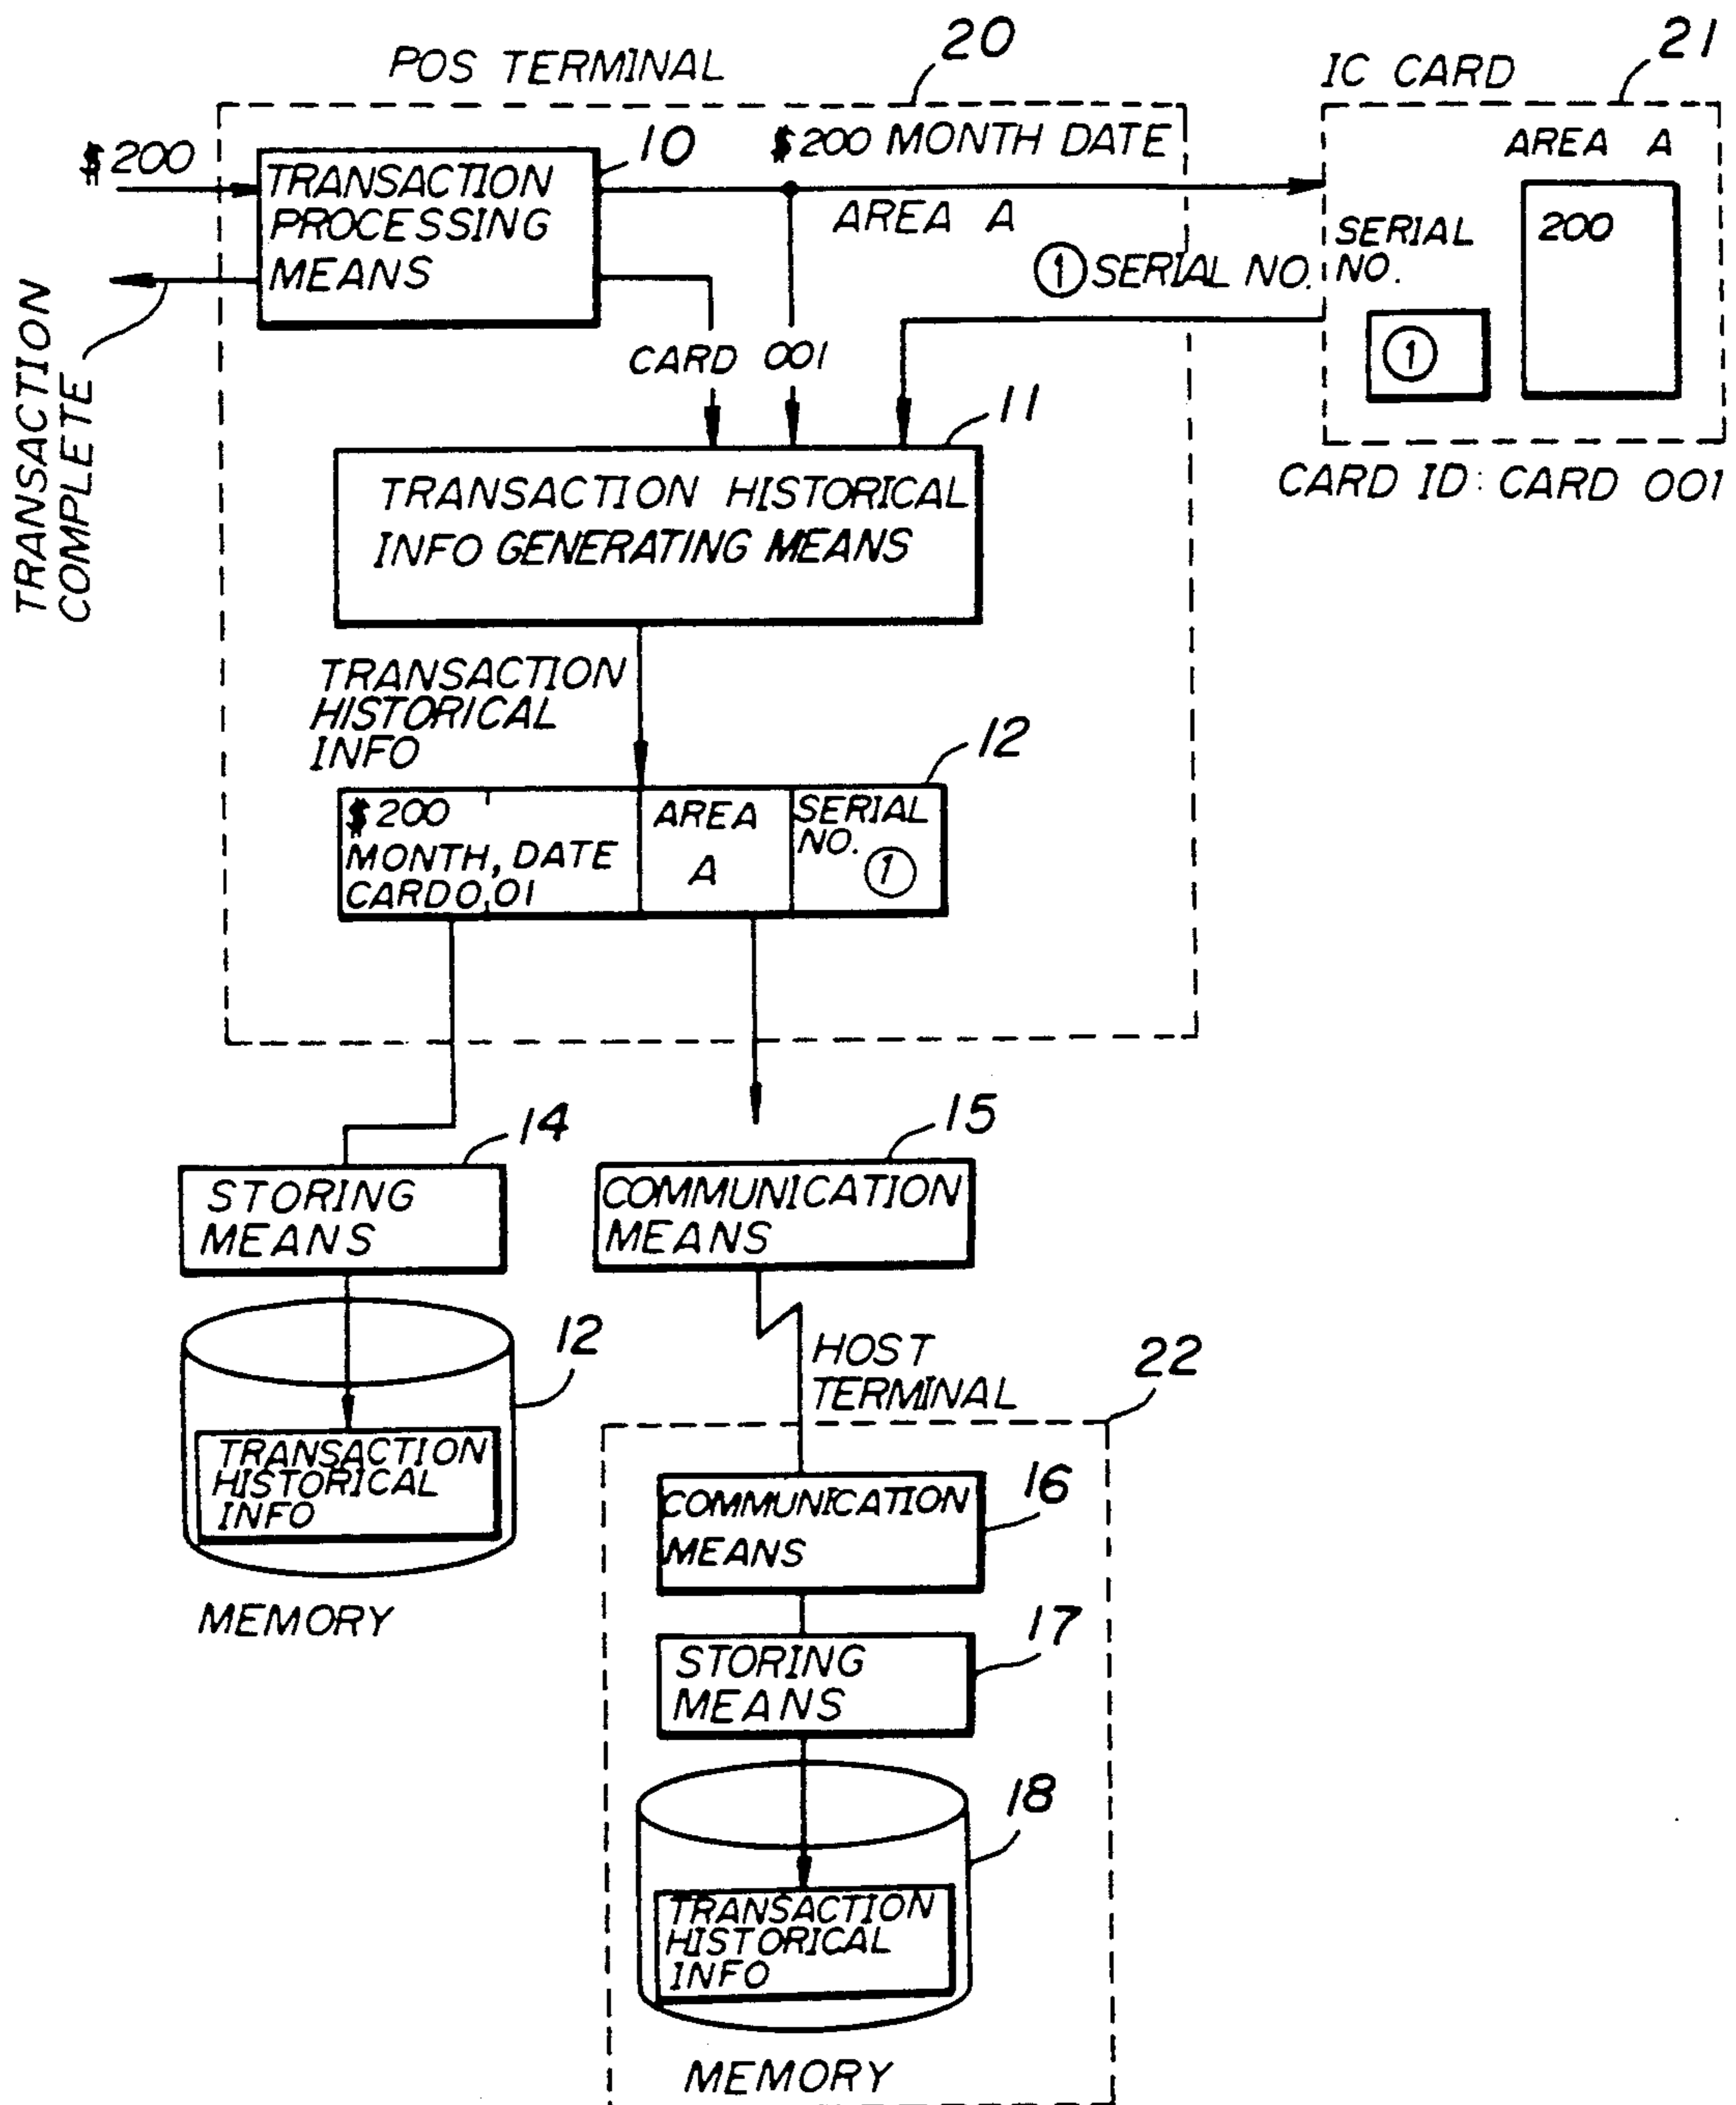 POS TERMINAL
20
IC CARD
21
$200
TRANSACTION
PROCESSING
MEANS
10
$200 MONTH DATE
AREA A
AREA A
200
SERIAL
NO.
① SERIAL NO.
①
CARD ID: CARD 001
TRANSACTION
COMPLETE
CARD 001
11
TRANSACTION HISTORICAL
INFO GENERATING MEANS
TRANSACTION
HISTORICAL
INFO
12
$200
MONTH, DATE
CARD0,01
AREA
A
SERIAL
NO.
①
14
STORING
MEANS
15
COMMUNICATION
MEANS
12
TRANSACTION
HISTORICAL
INFO
MEMORY
HOST
TERMINAL
22
COMMUNICATION
MEANS
16
STORING
MEANS
17
18
TRANSACTION
HISTORICAL
INFO
MEMORY